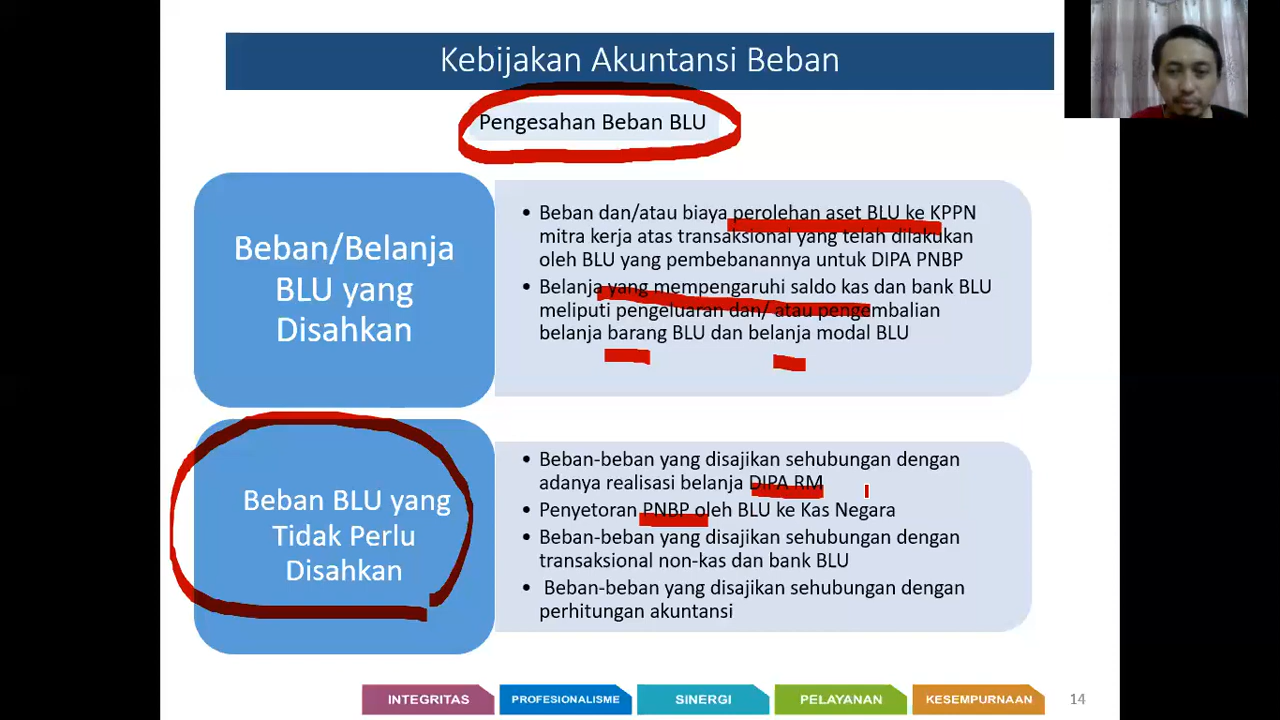 Kebijakan Akuntansi Beban
Pengesahan Beban BLU
Beban/Belanja
BLU yang
Disahkan
• Beban dan/atau biaya perolehan aset BLU ke KPPN
mitra kerja atas transaksional yang telah dilakukan
oleh BLU yang pembebanannya untuk DIPA PNBP
• Belanja yang mempengaruhi saldo kas dan bank BLU
meliputi pengeluaran dan/ atau pengembalian
belanja barang BLU dan belanja modal BLU
Beban BLU yang
Tidak Perlu
Disahkan
• Beban-beban yang disajikan sehubungan dengan
adanya realisasi belanja DIPA RM
• Penyetoran PNBP oleh BLU ke Kas Negara
• Beban-beban yang disajikan sehubungan dengan
transaksional non-kas dan bank BLU
• Beban-beban yang disajikan sehubungan dengan
perhitungan akuntansi
INTEGRITAS
PROFESIONALISME
SINERGI
PELAYANAN
KESEMPURNAAN
14